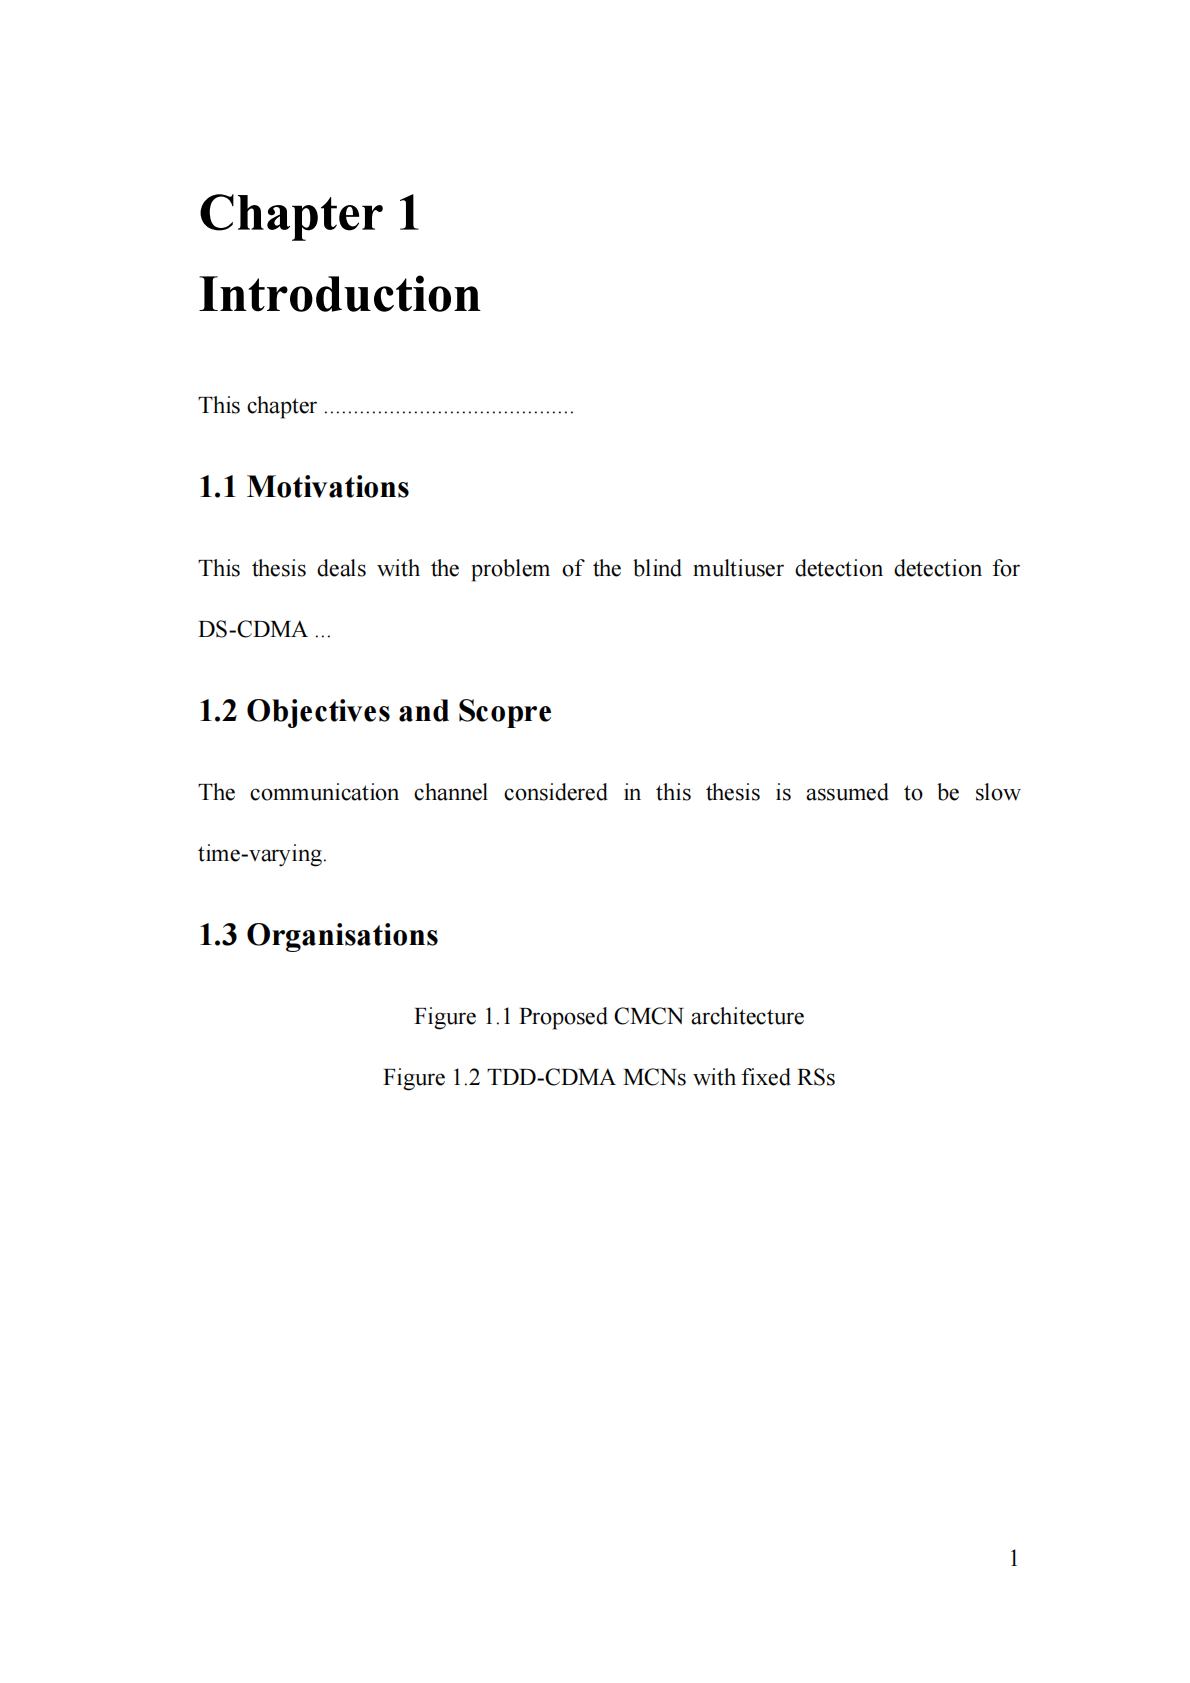 Chapter 1
Introduction
This chapter ..........................................
1.1 Motivations
This thesis deals with the problem of the blind multiuser detection detection for
DS-CDMA ...
1.2 Objectives and Scopre
The communication channel considered in this thesis is assumed to be slow
time-varying.
1.3 Organisations
Figure 1.1 Proposed CMCN architecture
Figure 1.2 TDD-CDMA MCNs with fixed RSs
1